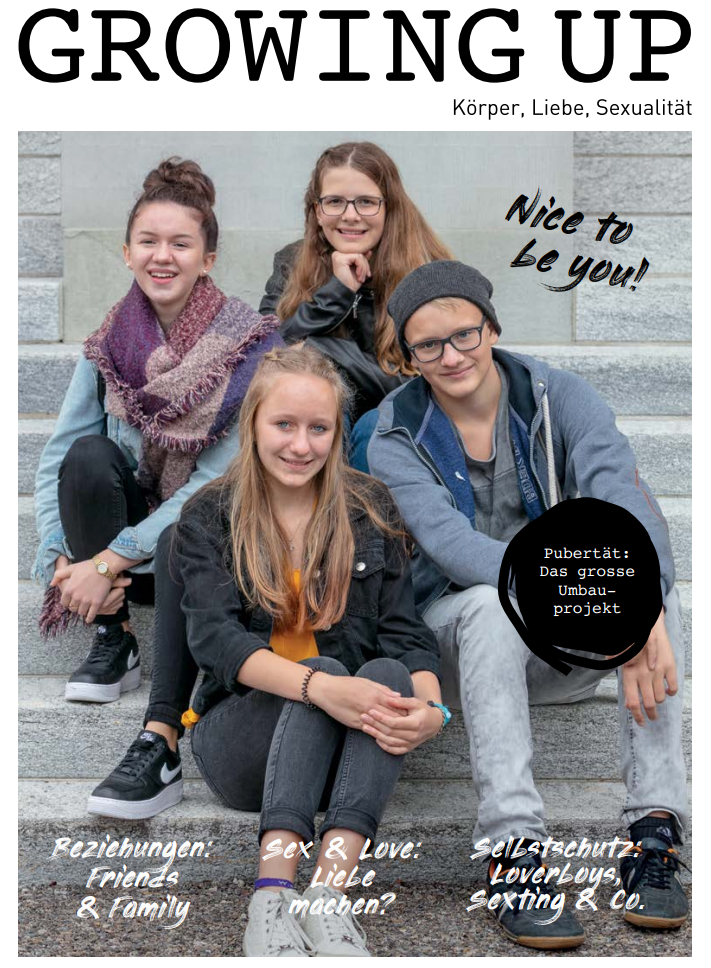 GROWING UP
Körper, Liebe, Sexualität
Nice to
be you!
Pubertät:
Das grosse
Umbau-
projekt
Beziehungen:
Friends
& Family
Sex & Love:
Liebe
machen?
Selbstschutz:
Loverboys,
Sexting & Co.